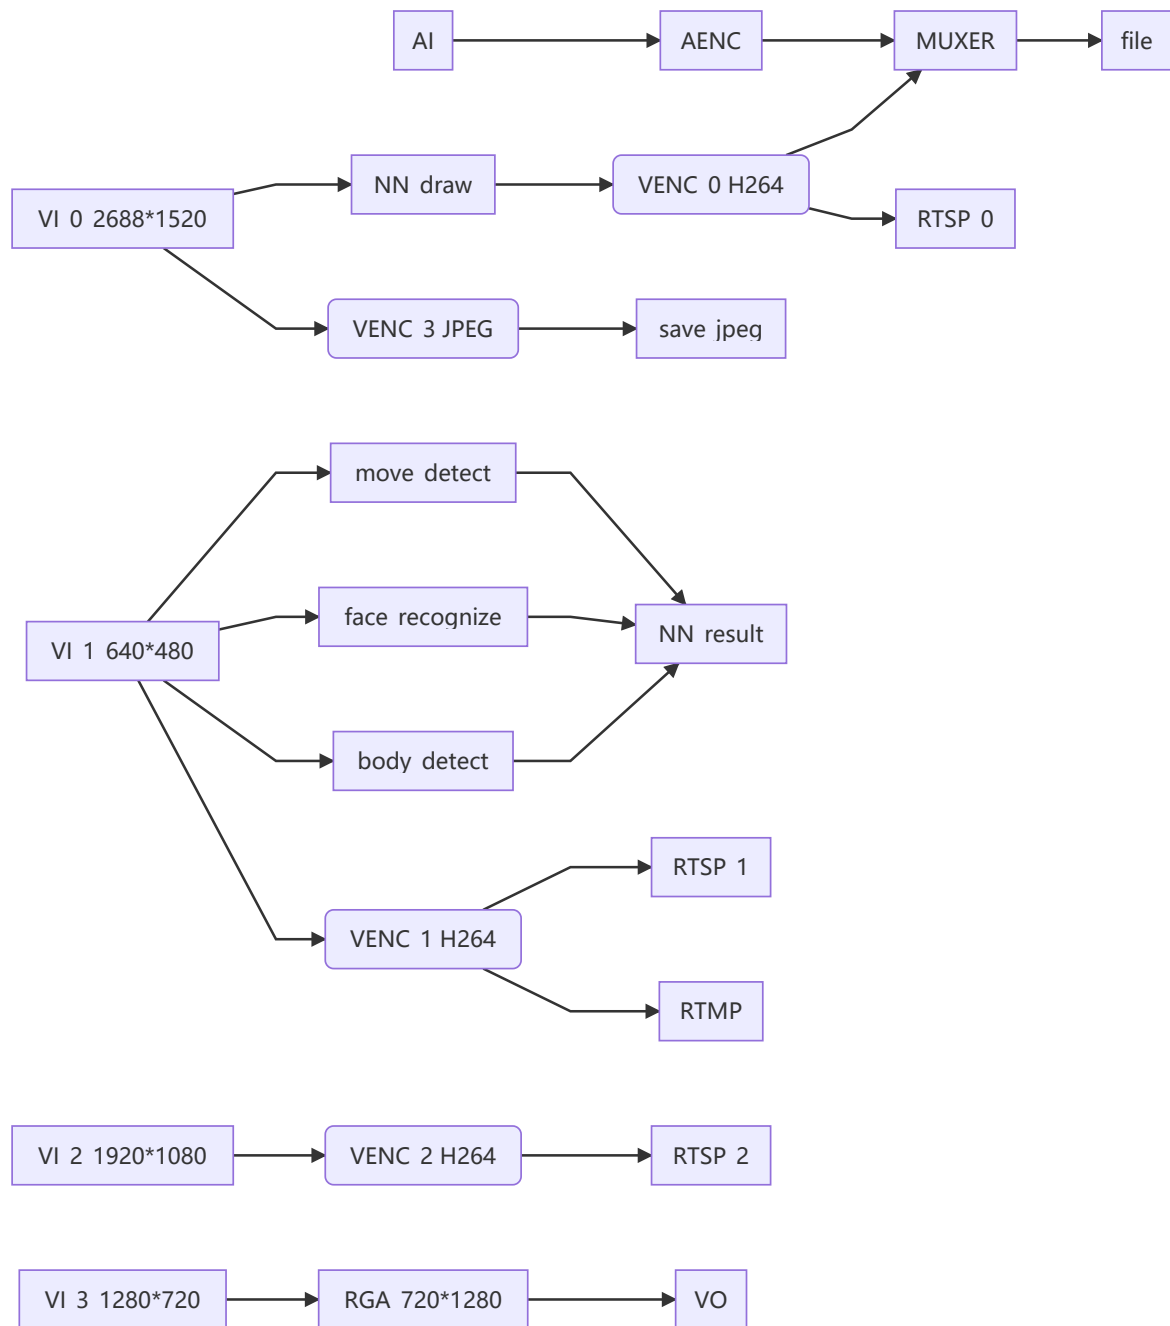 AI
AENC
MUXER
file
NN draw
VENC 0 H264
VI 0 2688*1520
RTSP 0
VENC 3 JPEG
save jpeg
move detect
face recognize
NN result
VI 1 640*480
body detect
RTSP 1
VENC 1 H264
RTMP
VI 2 1920*1080
VENC 2 H264
RTSP 2
VI 3 1280*720
RGA 720*1280
VO